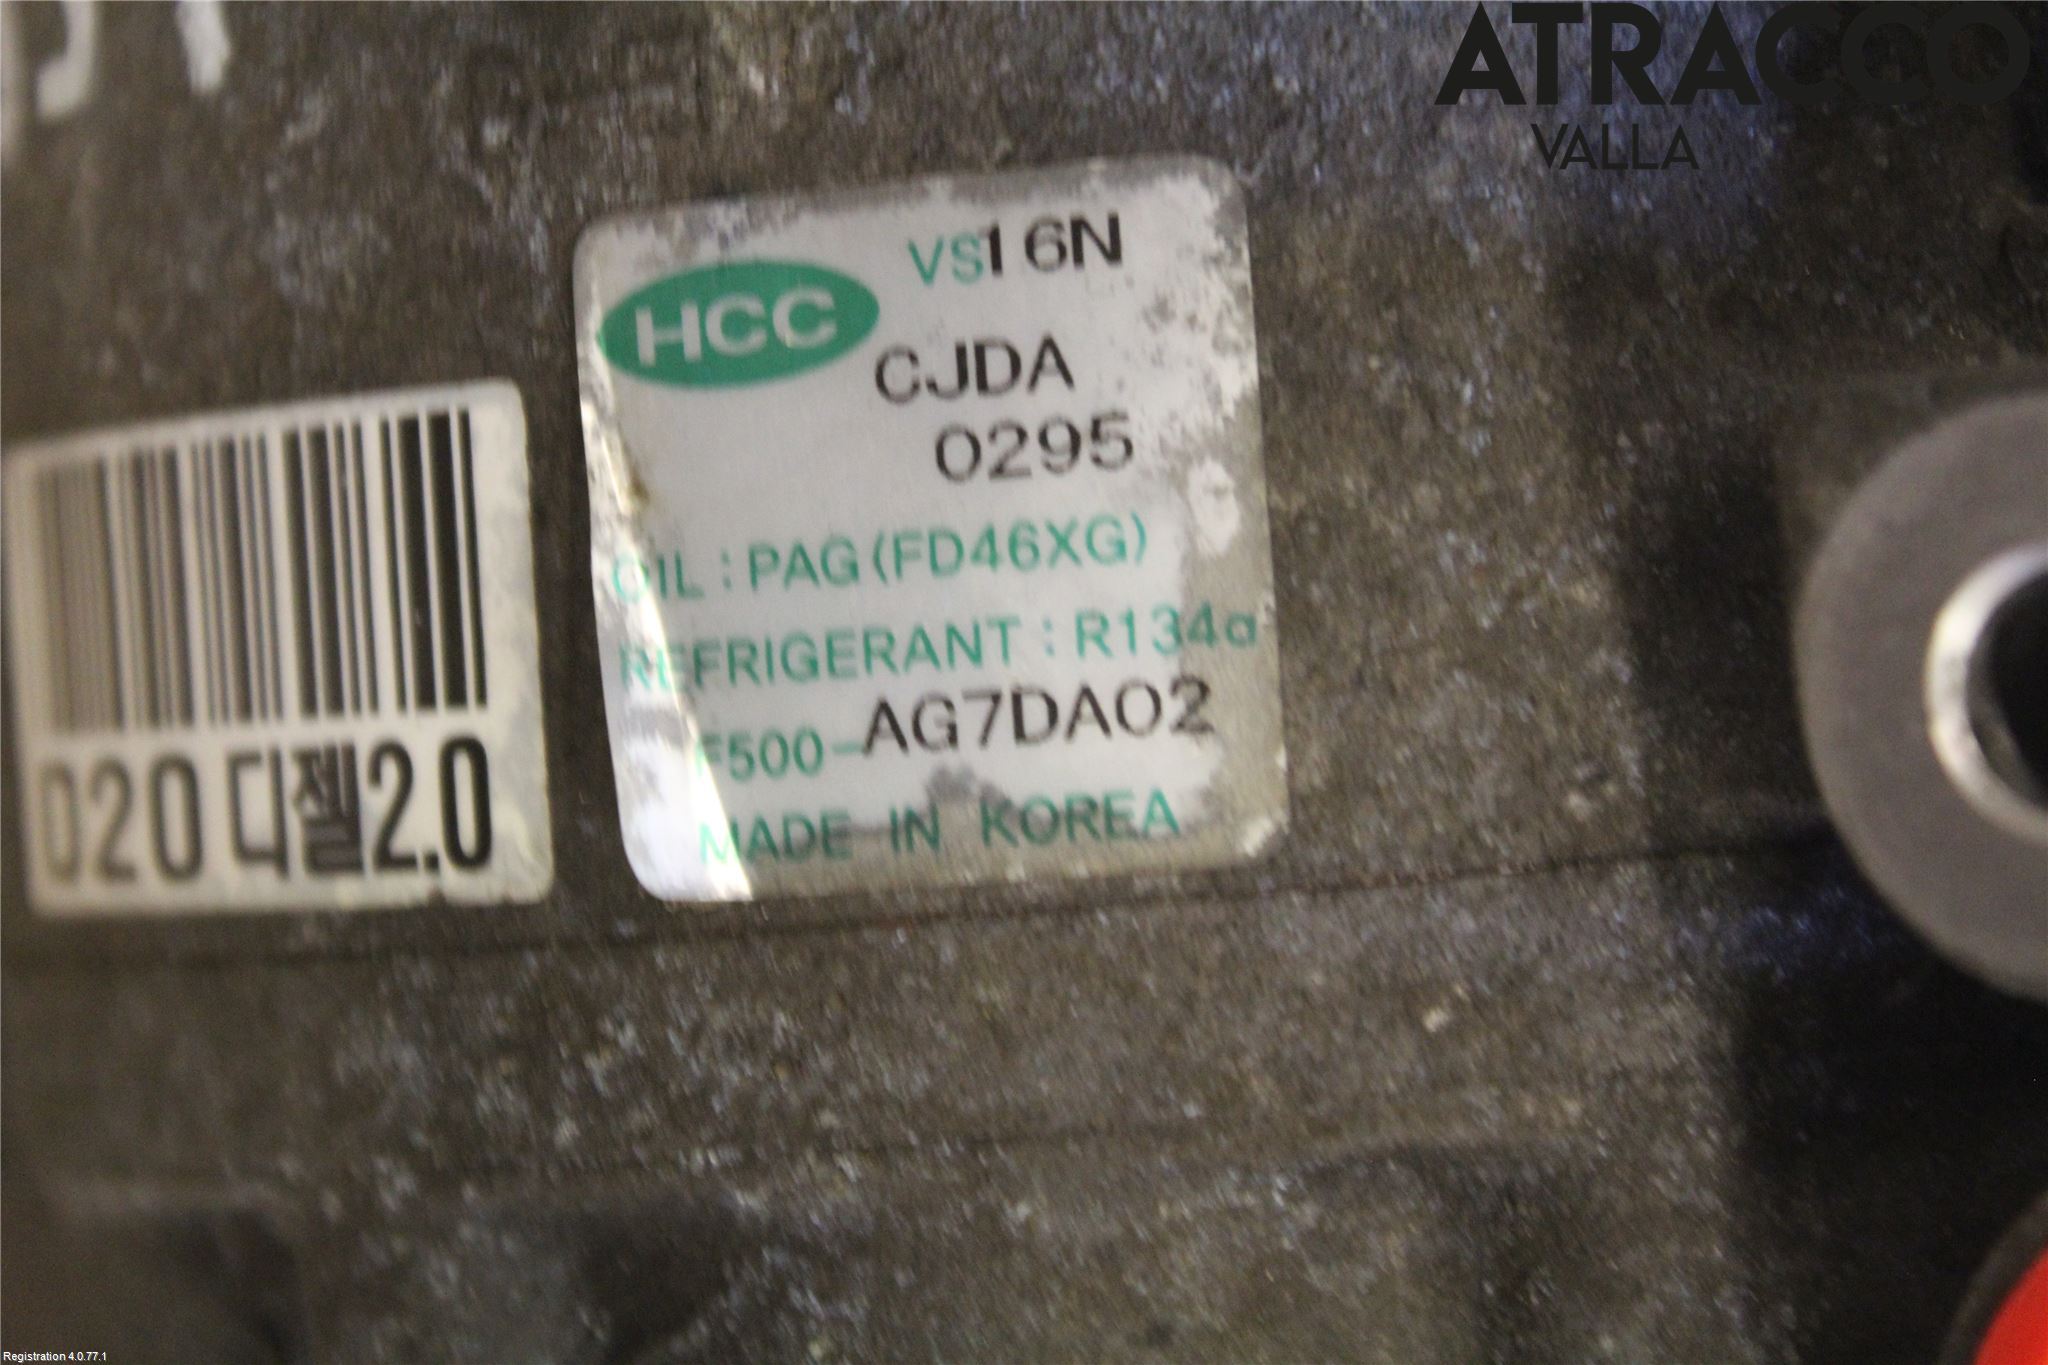 ATRACCO
VALLA
VS16N
HCC
CJDA
0295
OIL : PAG (FD46XG)
REFRIGERANT : R134a
F500-AG7DA02
MADE IN KOREA
020 디젤2.0
Registration 4.0.77.1